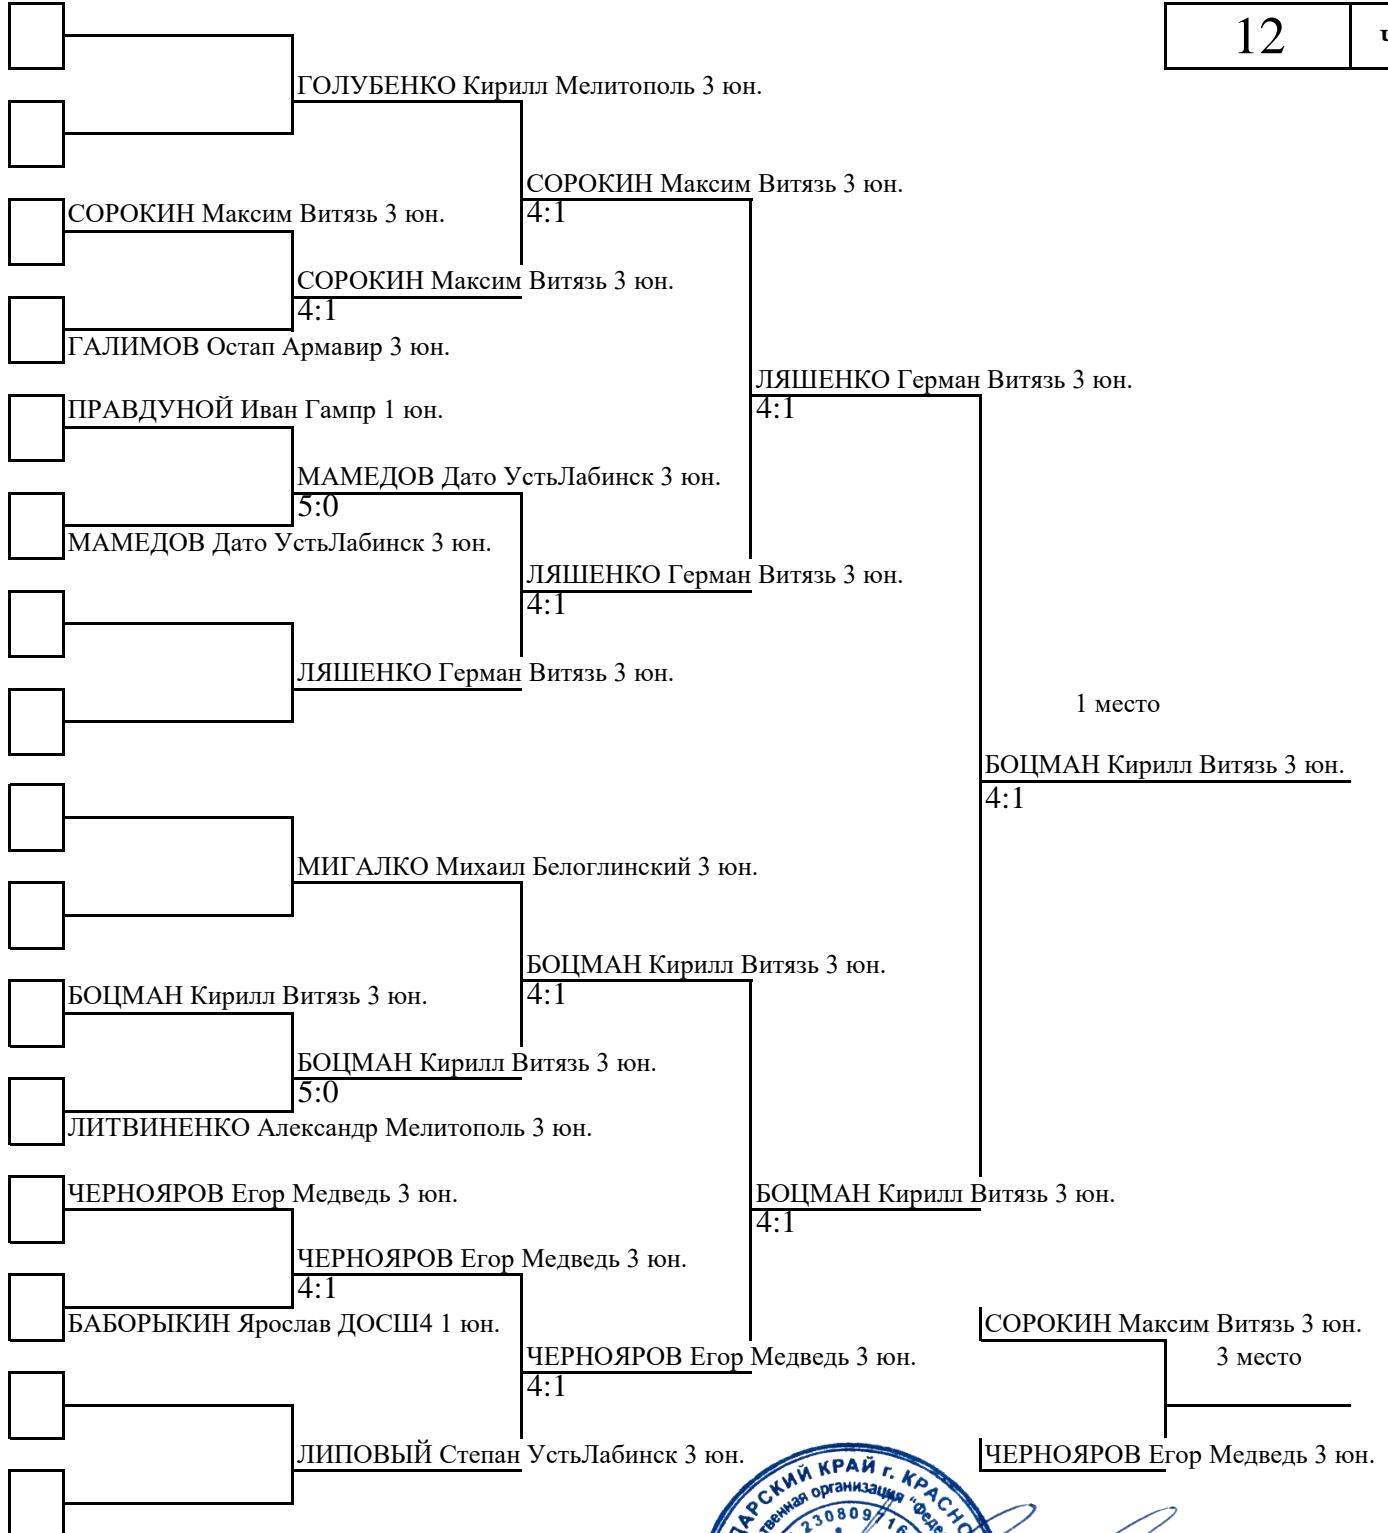 12
ГОЛУБЕНКО Кирилл Мелитополь 3 юн.
СОРОКИН Максим Витязь 3 юн.
4:1
СОРОКИН Максим Витязь 3 юн.
СОРОКИН Максим Витязь 3 юн.
4:1
ГАЛИМОВ Остап Армавир 3 юн.
ЛЯШЕНКО Герман Витязь 3 юн.
4:1
ПРАВДУНОЙ Иван Гампр 1 юн.
МАМЕДОВ Дато УстьЛабинск 3 юн.
5:0
МАМЕДОВ Дато УстьЛабинск 3 юн.
ЛЯШЕНКО Герман Витязь 3 юн.
4:1
ЛЯШЕНКО Герман Витязь 3 юн.
1 место
БОЦМАН Кирилл Витязь 3 юн.
4:1
МИГАЛКО Михаил Белоглинский 3 юн.
БОЦМАН Кирилл Витязь 3 юн.
4:1
БОЦМАН Кирилл Витязь 3 юн.
БОЦМАН Кирилл Витязь 3 юн.
5:0
ЛИТВИНЕНКО Александр Мелитополь 3 юн.
ЧЕРНОЯРОВ Егор Медведь 3 юн.
БОЦМАН Кирилл Витязь 3 юн.
4:1
ЧЕРНОЯРОВ Егор Медведь 3 юн.
4:1
БАБОРЫКИН Ярослав ДОСШ4 1 юн.
СОРОКИН Максим Витязь 3 юн.
3 место
ЧЕРНОЯРОВ Егор Медведь 3 юн.
4:1
ЛИПОВЫЙ Степан УстьЛабинск 3 юн.
ЧЕРНОЯРОВ Егор Медведь 3 юн.
КРАЙ г.
организация